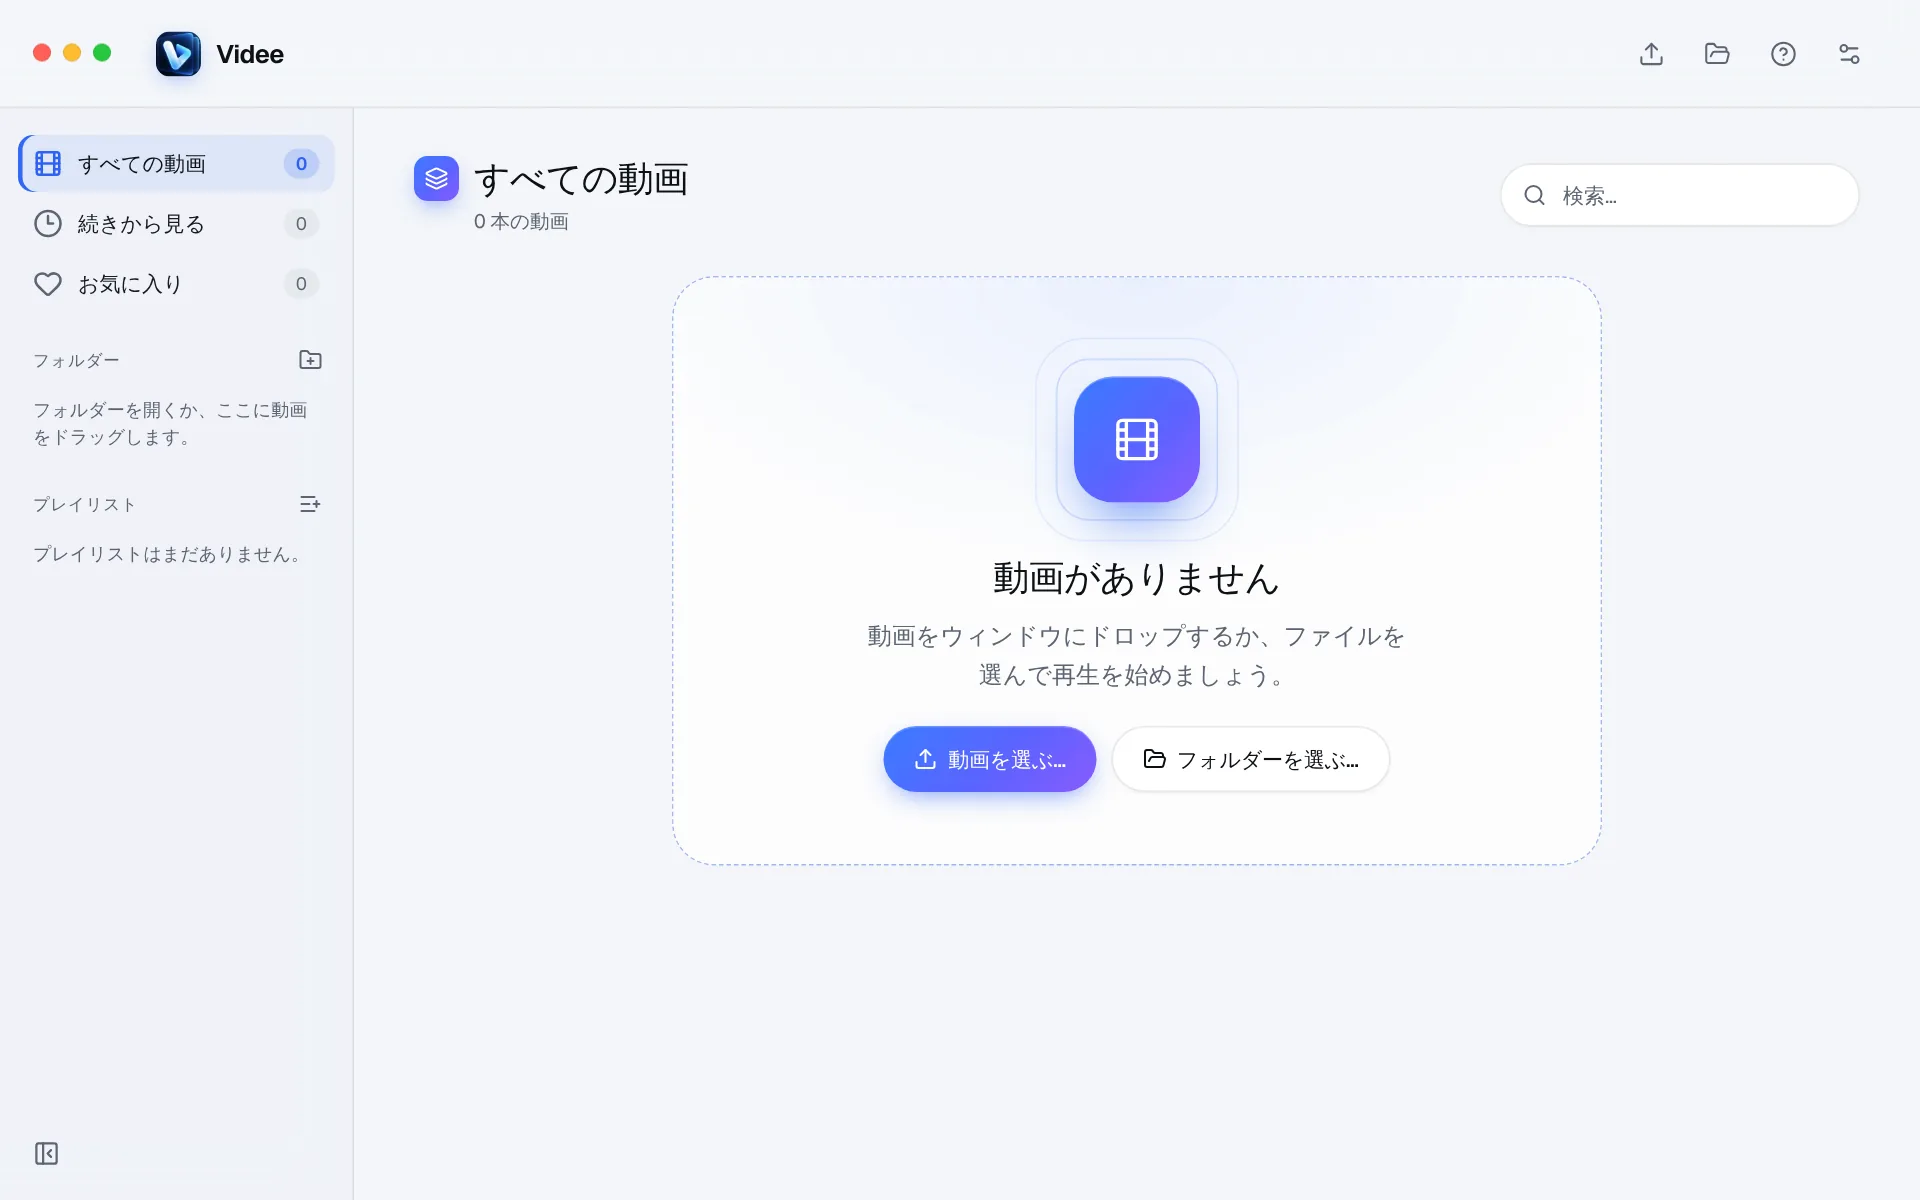 Videe
すべての動画
0
続きから見る
0
お気に入り
0
フォルダー
フォルダーを開くか、ここに動画
をドラッグします。
プレイリスト
プレイリストはまだありません。
すべての動画
0 本の動画
検索...
動画がありません
動画をウィンドウにドロップするか、ファイルを
選んで再生を始めましょう。
動画を選ぶ...
フォルダーを選ぶ...